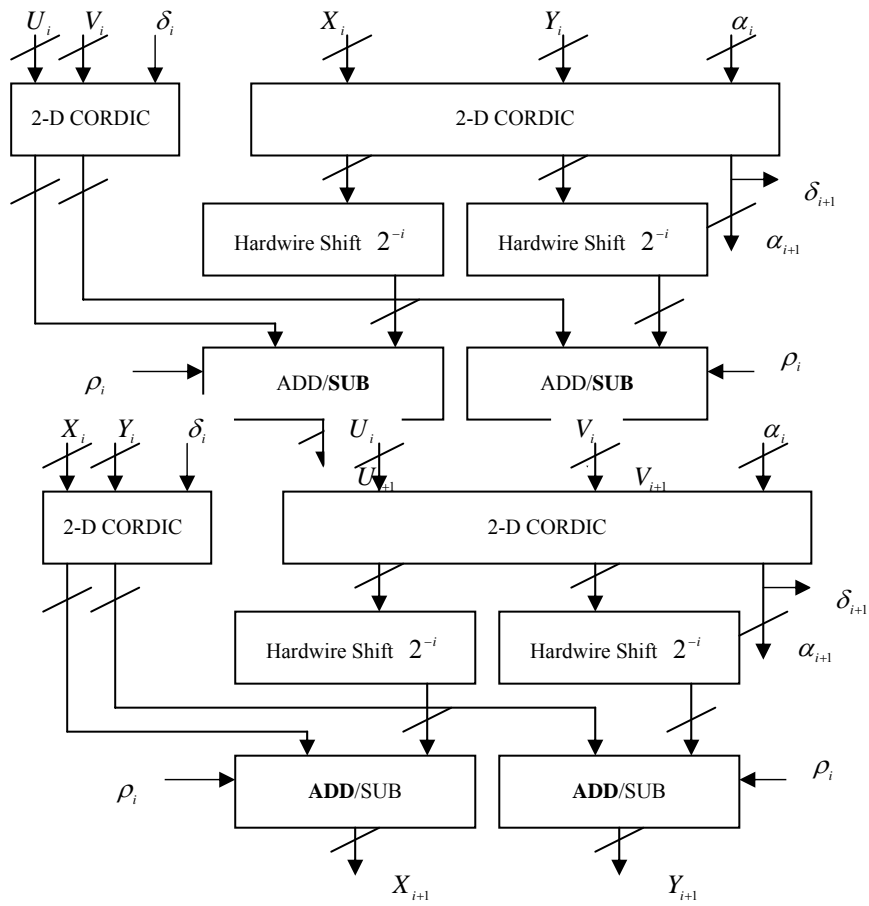 U_i V_i δ_i X_i Y_i α_i
2-D CORDIC 2-D CORDIC
δ_{i+1}
Hardwire Shift 2^{-i} Hardwire Shift 2^{-i}
α_{i+1}
ρ_i ADD/SUB ADD/SUB ρ_i
X_i Y_i δ_i U_i V_i α_i
U_{i+1} V_{i+1}
2-D CORDIC 2-D CORDIC
δ_{i+1}
Hardwire Shift 2^{-i} Hardwire Shift 2^{-i}
α_{i+1}
ρ_i ADD/SUB ADD/SUB ρ_i
X_{i+1} Y_{i+1}